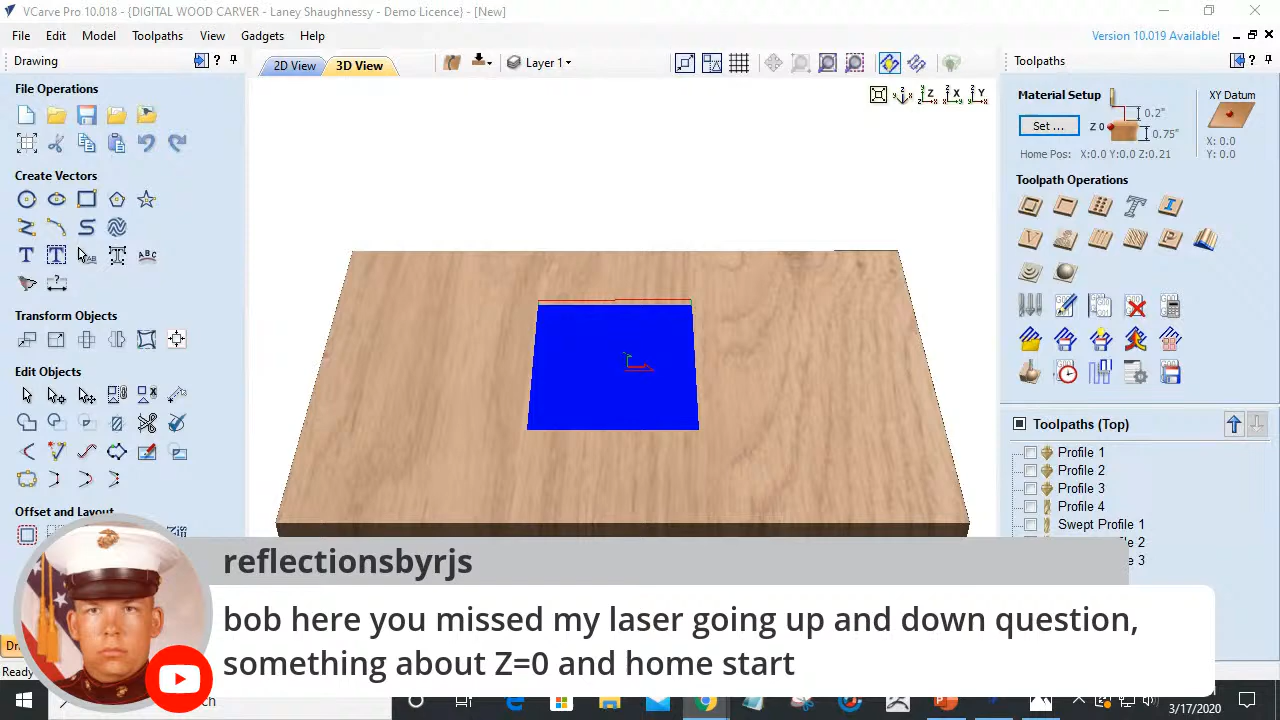 VCarve Pro 10.018 - {DIGITAL WOOD CARVER - Laney Shaughnessy - Demo Licence} - [New]
File Edit Model Toolpaths View Gadgets Help
Version 10.019 Available!
Drawing
2D View
3D View
Layer 1
Toolpaths
File Operations
Create Vectors
Transform Objects
Edit Objects
Offset and Layout
Z
X
Y
Material Setup
Set ...
Z 0
0.2"
0.75"
Home Pos: X:0.0 Y:0.0 Z:0.21
XY Datum
X: 0.0
Y: 0.0
Toolpath Operations
Toolpaths (Top)
Profile 1
Profile 2
Profile 3
Profile 4
Swept Profile 1
e 2
e 3
reflectionsbyrjs
bob here you missed my laser going up and down question,
something about Z=0 and home start
Dr
Read
ch
3/17/2020